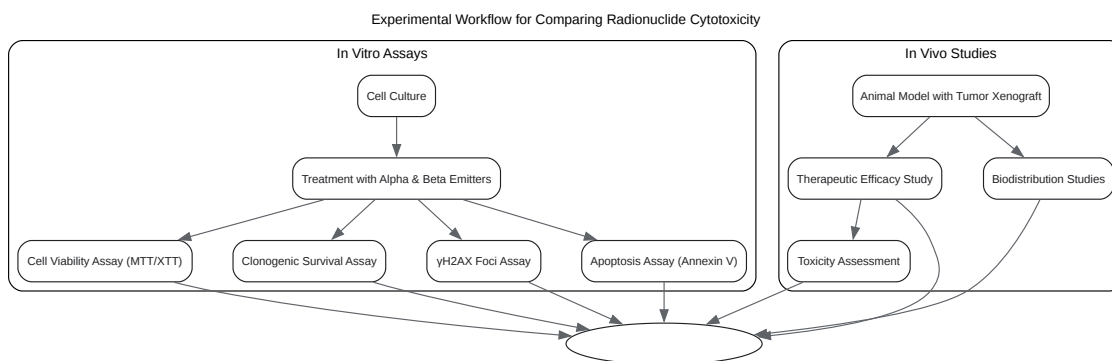 Experimental Workflow for Comparing Radionuclide Cytotoxicity
In Vitro Assays
Cell Culture
Treatment with Alpha & Beta Emitters
Cell Viability Assay (MTT/XTT)
Clonogenic Survival Assay
γH2AX Foci Assay
Apoptosis Assay (Annexin V)
In Vivo Studies
Animal Model with Tumor Xenograft
Therapeutic Efficacy Study
Biodistribution Studies
Toxicity Assessment